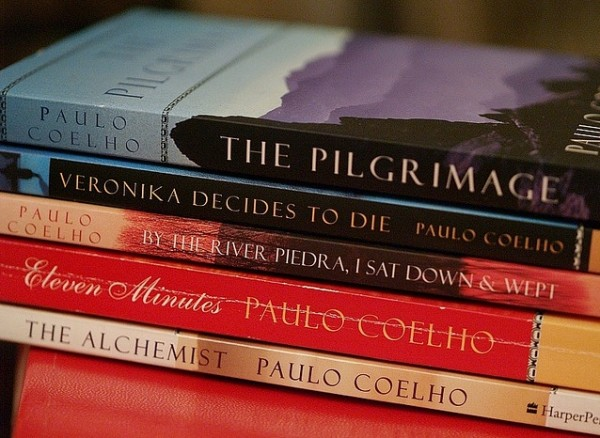 THE
PILGRIMAGE
PAULO
COELHO
THE PILGRIMAGE
PAULO
VERONIKA DECIDES TO DIE PAULO COELHO
PAULO
COELHO
BY THE RIVER PIEDRA, I SAT DOWN & WEPT
Eleven Minutes PAULO COELHO
THE ALCHEMIST PAULO COELHO